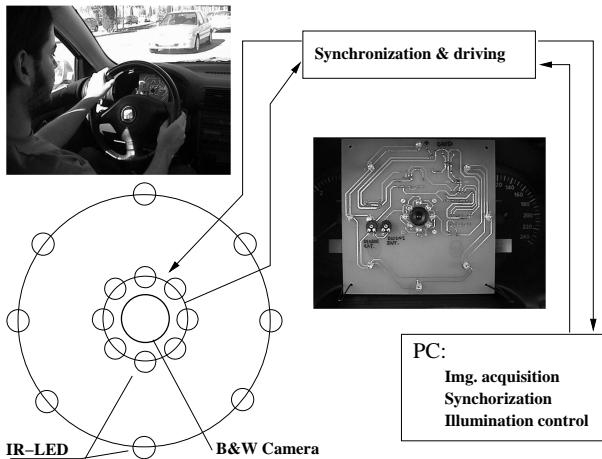 Synchronization & driving
PC:
Img. acquisition
Synchorization
Illumination control
IR–LED
B&W Camera